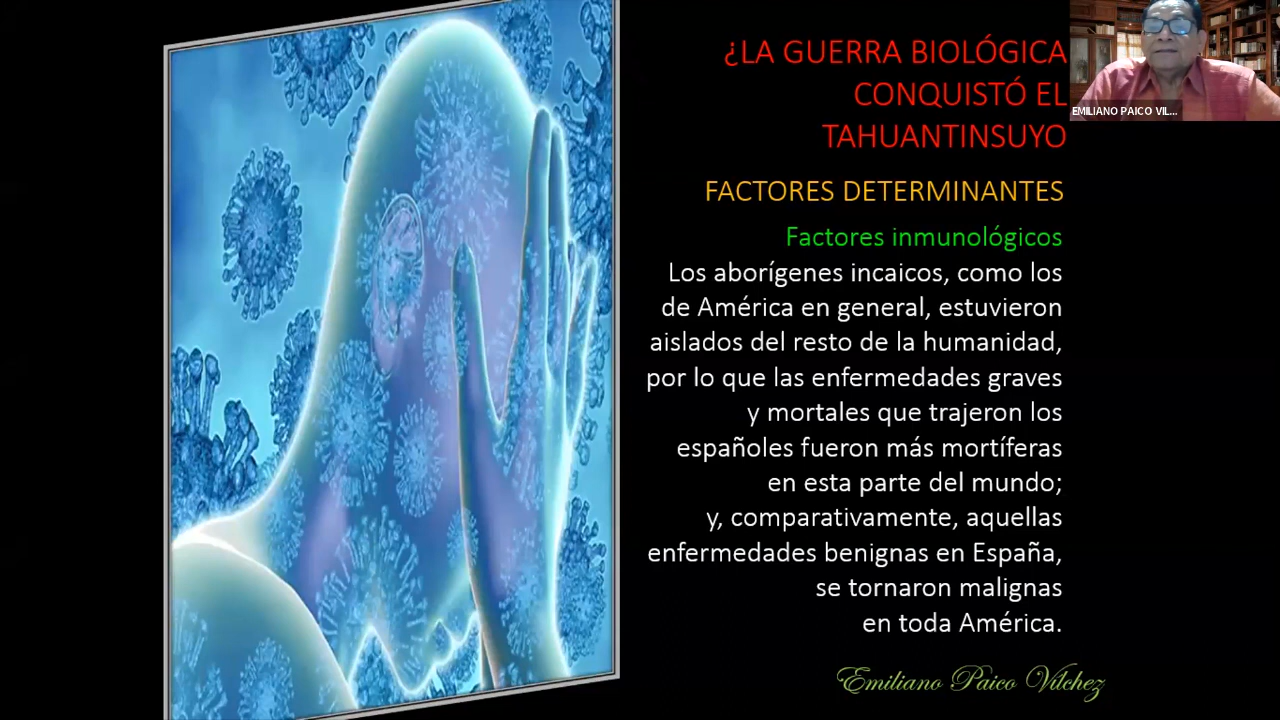 ¿LA GUERRA BIOLÓGICA
CONQUISTÓ EL
TAHUANTINSUYO
EMILIANO PAICO VIL...
FACTORES DETERMINANTES
Factores inmunológicos
Los aborígenes incaicos, como los
de América en general, estuvieron
aislados del resto de la humanidad,
por lo que las enfermedades graves
y mortales que trajeron los
españoles fueron más mortíferas
en esta parte del mundo;
y, comparativamente, aquellas
enfermedades benignas en España,
se tornaron malignas
en toda América.
Emiliano Paico Vílchez